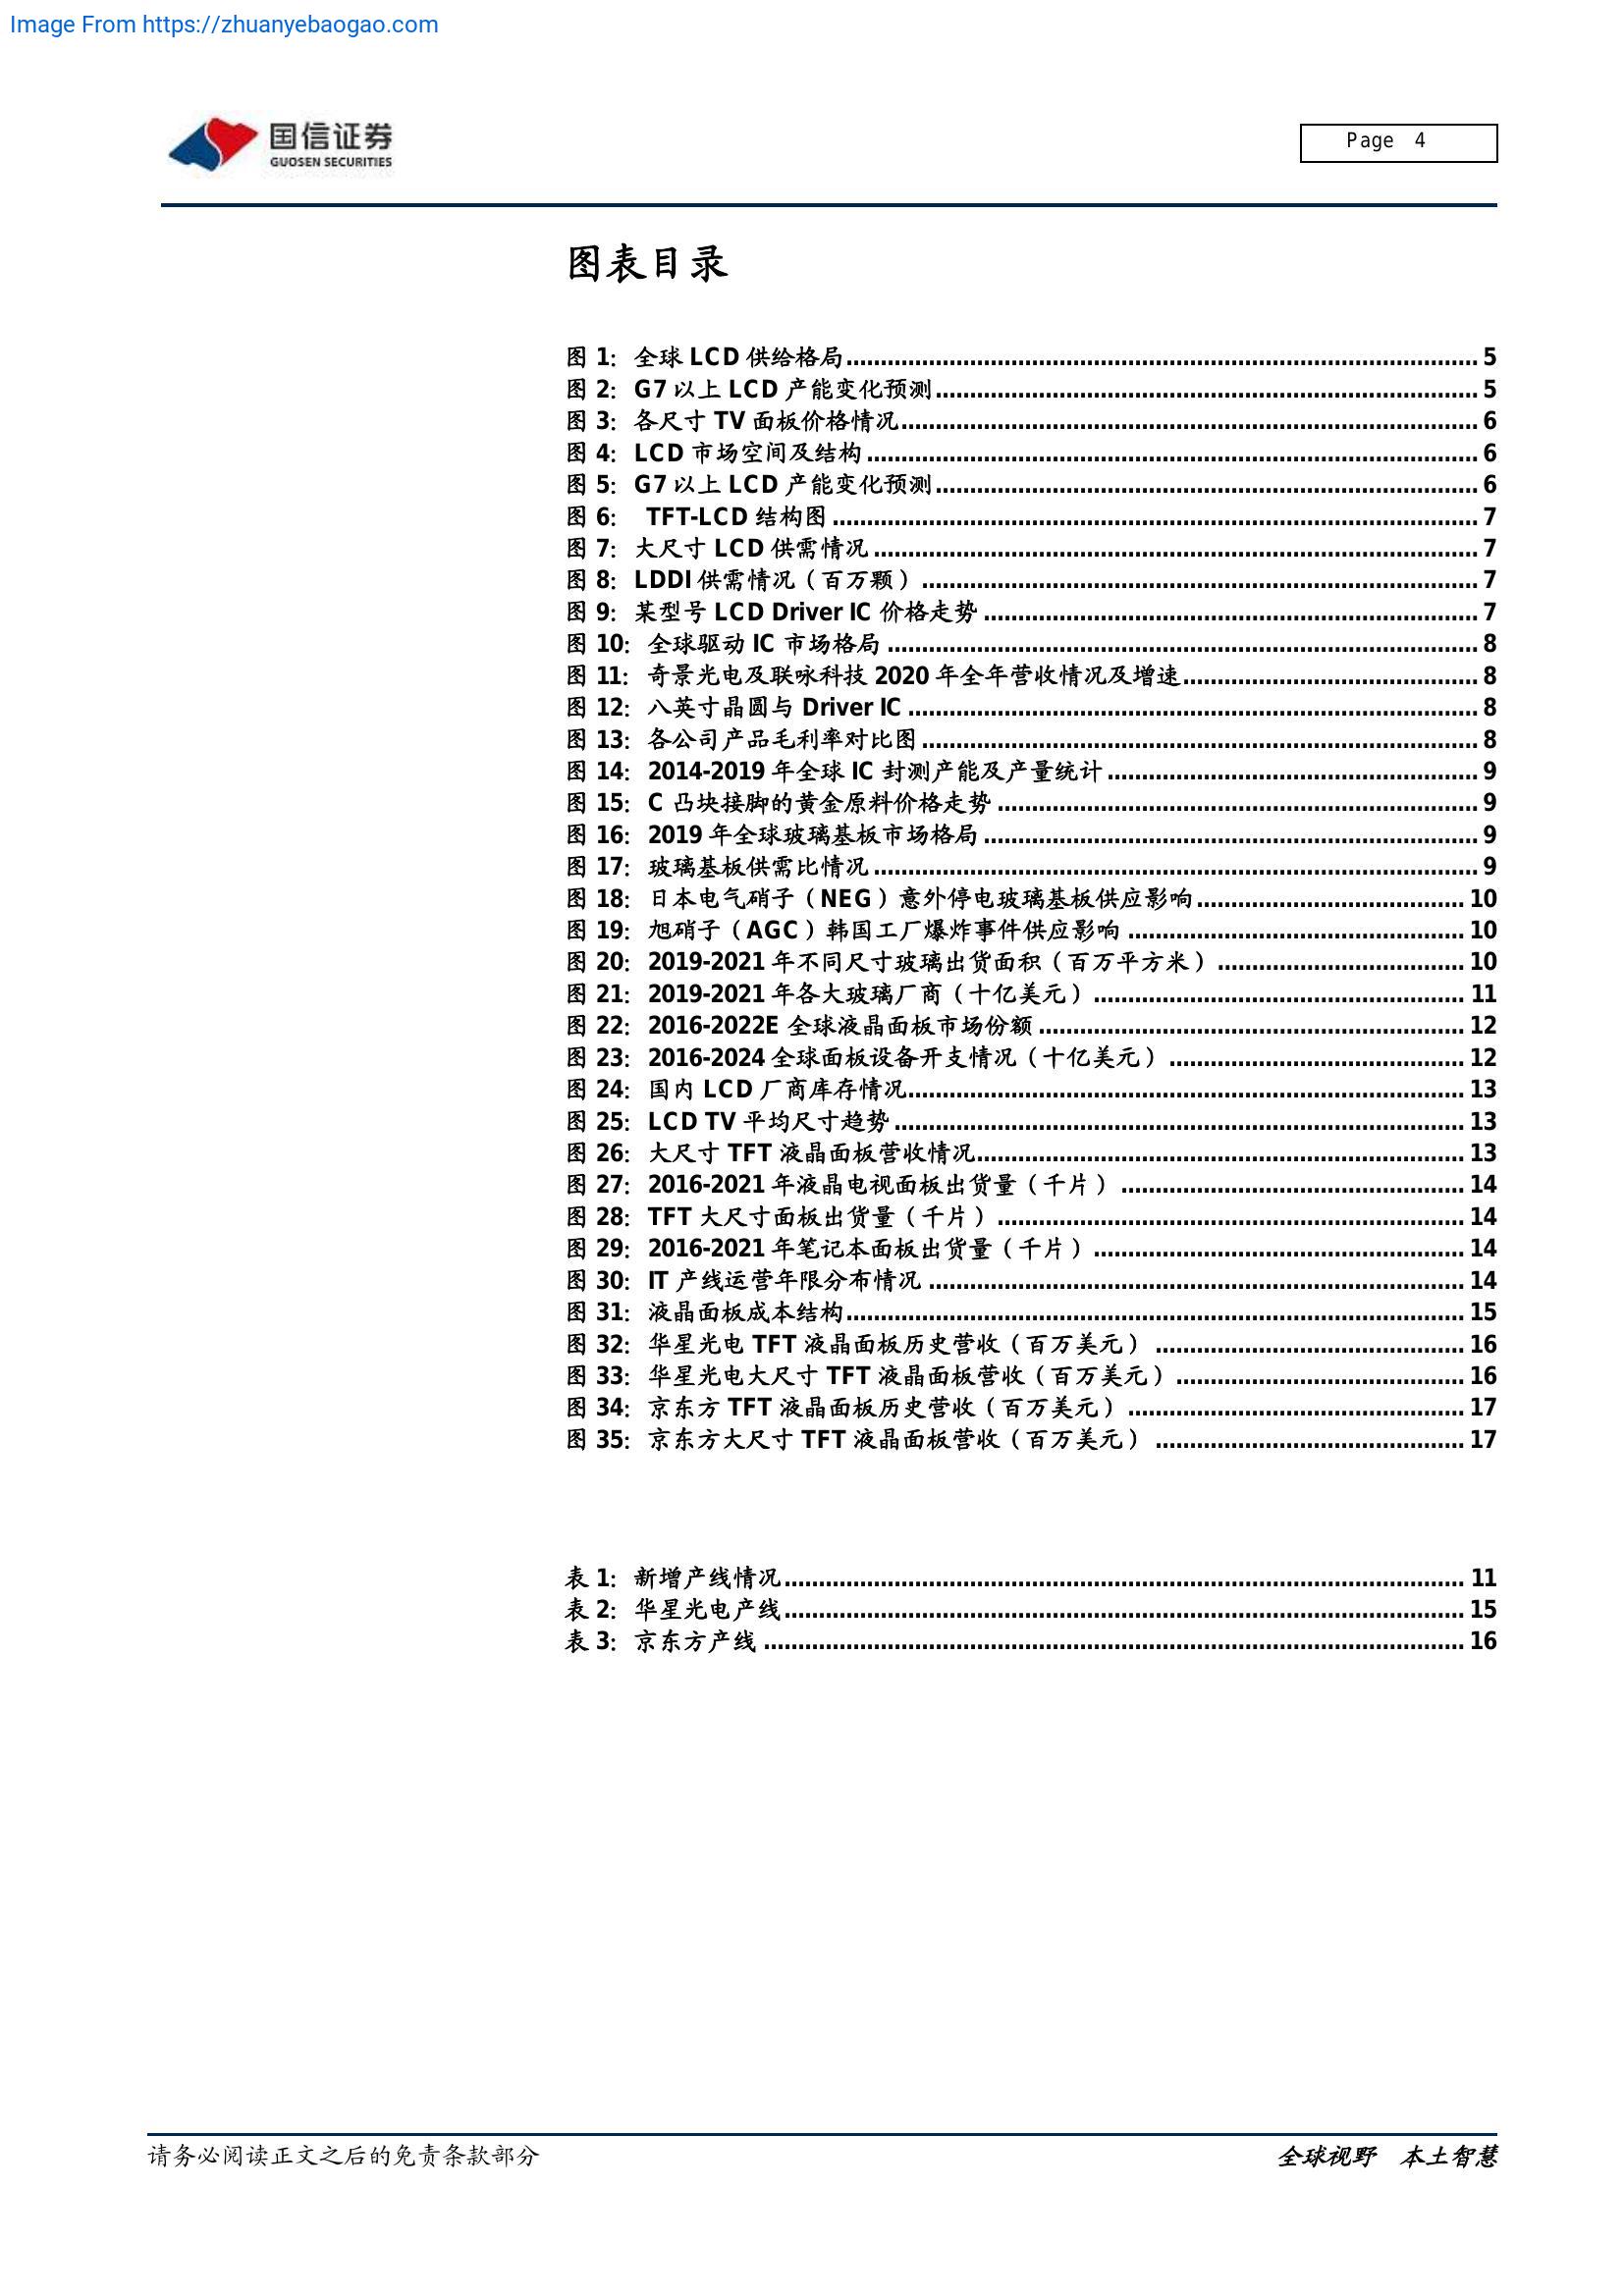 Image From https://zhuanyebaogao.com
国信证券
GUOSEN SECURITIES
Page 4
图表目录
图 1: 全球 LCD 供给格局 5
图 2: G7 以上 LCD 产能变化预测 5
图 3: 各尺寸 TV 面板价格情况 6
图 4: LCD 市场空间及结构 6
图 5: G7 以上 LCD 产能变化预测 6
图 6: TFT-LCD 结构图 7
图 7: 大尺寸 LCD 供需情况 7
图 8: LDDI 供需情况（百万颗） 7
图 9: 某型号 LCD Driver IC 价格走势 7
图 10: 全球驱动 IC 市场格局 8
图 11: 奇景光电及联咏科技 2020 年全年营收情况及增速 8
图 12: 八英寸晶圆与 Driver IC 8
图 13: 各公司产品毛利率对比图 8
图 14: 2014-2019 年全球 IC 封测产能及产量统计 9
图 15: C 凸块接脚的黄金原料价格走势 9
图 16: 2019 年全球玻璃基板市场格局 9
图 17: 玻璃基板供需比情况 9
图 18: 日本电气硝子（NEG）意外停电玻璃基板供应影响 10
图 19: 旭硝子（AGC）韩国工厂爆炸事件供应影响 10
图 20: 2019-2021 年不同尺寸玻璃出货面积（百万平方米） 10
图 21: 2019-2021 年各大玻璃厂商（十亿美元） 11
图 22: 2016-2022E 全球液晶面板市场份额 12
图 23: 2016-2024 全球面板设备开支情况（十亿美元） 12
图 24: 国内 LCD 厂商库存情况 13
图 25: LCD TV 平均尺寸趋势 13
图 26: 大尺寸 TFT 液晶面板营收情况 13
图 27: 2016-2021 年液晶电视面板出货量（千片） 14
图 28: TFT 大尺寸面板出货量（千片） 14
图 29: 2016-2021 年笔记本面板出货量（千片） 14
图 30: IT 产线运营年限分布情况 14
图 31: 液晶面板成本结构 15
图 32: 华星光电 TFT 液晶面板历史营收（百万美元） 16
图 33: 华星光电大尺寸 TFT 液晶面板营收（百万美元） 16
图 34: 京东方 TFT 液晶面板历史营收（百万美元） 17
图 35: 京东方大尺寸 TFT 液晶面板营收（百万美元） 17
表 1: 新增产线情况 11
表 2: 华星光电产线 15
表 3: 京东方产线 16
请务必阅读正文之后的免责条款部分
全球视野 本土智慧